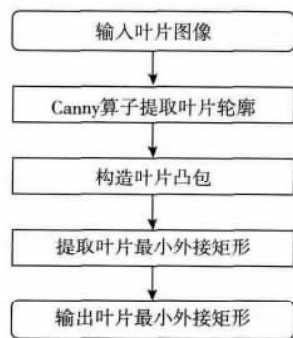 输入叶片图像
Canny算子提取叶片轮廓
构造叶片凸包
提取叶片最小外接矩形
输出叶片最小外接矩形